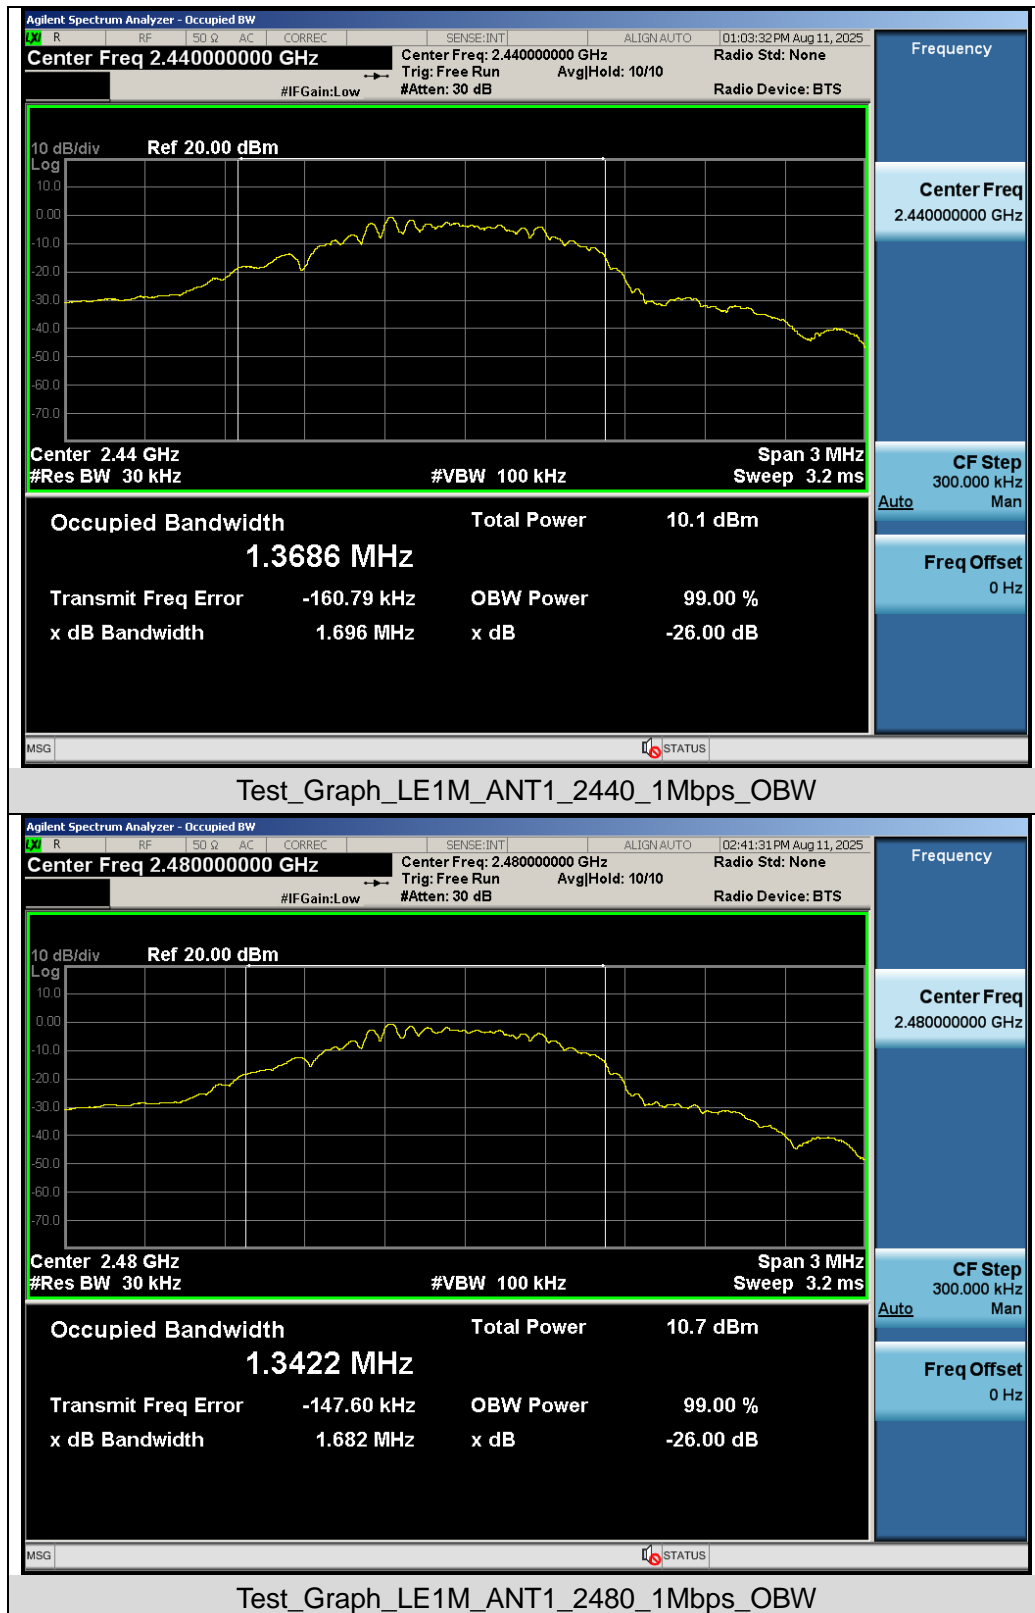 Agilent Spectrum Analyzer - Occupied BW
LXI R RF 50 Ω AC CORREC SENSE:INT ALIGN AUTO 01:03:32 PM Aug 11, 2025
Center Freq 2.440000000 GHz Center Freq: 2.440000000 GHz Radio Std: None Frequency
Trig: Free Run Avg|Hold: 10/10
#IFGain:Low #Atten: 30 dB Radio Device: BTS
10 dB/div Ref 20.00 dBm
Log
10.0
0.00
-10.0
-20.0
-30.0
-40.0
-50.0
-60.0
-70.0
Center Freq
2.440000000 GHz
Center 2.44 GHz Span 3 MHz
#Res BW 30 kHz #VBW 100 kHz Sweep 3.2 ms
CF Step
300.000 kHz
Auto Man
Occupied Bandwidth Total Power 10.1 dBm
1.3686 MHz
Transmit Freq Error -160.79 kHz OBW Power 99.00 %
x dB Bandwidth 1.696 MHz x dB -26.00 dB
Freq Offset
0 Hz
MSG STATUS
Test_Graph_LE1M_ANT1_2440_1Mbps_OBW
Agilent Spectrum Analyzer - Occupied BW
LXI R RF 50 Ω AC CORREC SENSE:INT ALIGN AUTO 02:41:31 PM Aug 11, 2025
Center Freq 2.480000000 GHz Center Freq: 2.480000000 GHz Radio Std: None Frequency
Trig: Free Run Avg|Hold: 10/10
#IFGain:Low #Atten: 30 dB Radio Device: BTS
10 dB/div Ref 20.00 dBm
Log
10.0
0.00
-10.0
-20.0
-30.0
-40.0
-50.0
-60.0
-70.0
Center Freq
2.480000000 GHz
Center 2.48 GHz Span 3 MHz
#Res BW 30 kHz #VBW 100 kHz Sweep 3.2 ms
CF Step
300.000 kHz
Auto Man
Occupied Bandwidth Total Power 10.7 dBm
1.3422 MHz
Transmit Freq Error -147.60 kHz OBW Power 99.00 %
x dB Bandwidth 1.682 MHz x dB -26.00 dB
Freq Offset
0 Hz
MSG STATUS
Test_Graph_LE1M_ANT1_2480_1Mbps_OBW